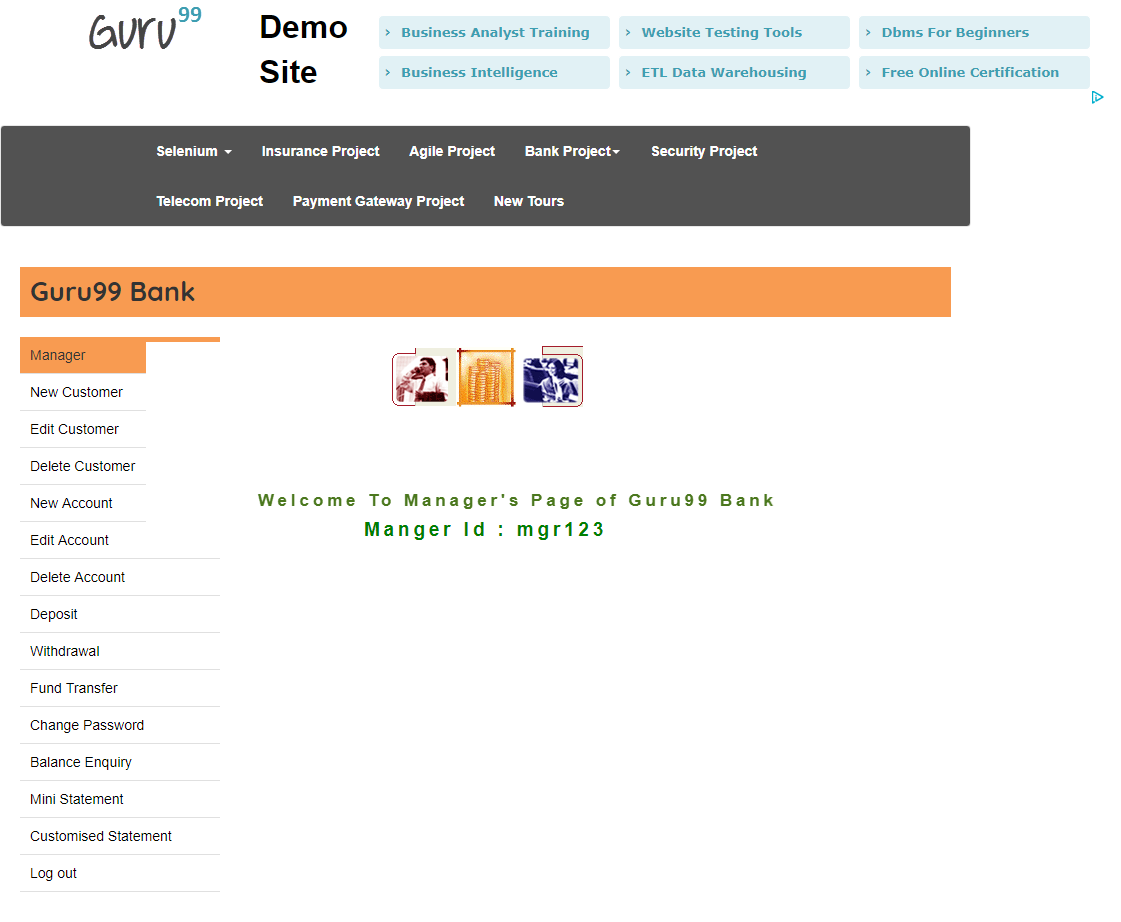 Guru99
Demo Site
Business Analyst Training
Website Testing Tools
Dbms For Beginners
Business Intelligence
ETL Data Warehousing
Free Online Certification
Selenium Insurance Project Agile Project Bank Project Security Project
Telecom Project Payment Gateway Project New Tours
Guru99 Bank
Manager
New Customer
Edit Customer
Delete Customer
New Account
Edit Account
Delete Account
Deposit
Withdrawal
Fund Transfer
Change Password
Balance Enquiry
Mini Statement
Customised Statement
Log out
Welcome To Manager's Page of Guru99 Bank
Manger Id : mgr123